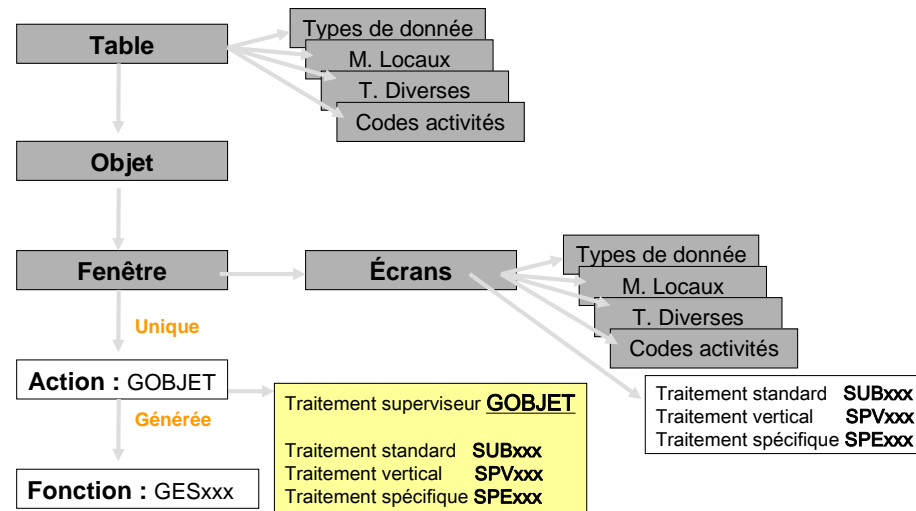 Table
Types de donnée
M. Locaux
T. Diverses
Codes activités
Objet
Fenêtre
Écrans
Types de donnée
M. Locaux
T. Diverses
Codes activités
Unique
Action : GOBJET
Générée
Fonction : GESxxx
Traitement superviseur GOBJET
Traitement standard SUBxxx
Traitement vertical SPVxxx
Traitement spécifique SPExxx
Traitement standard SUBxxx
Traitement vertical SPVxxx
Traitement spécifique SPExxx